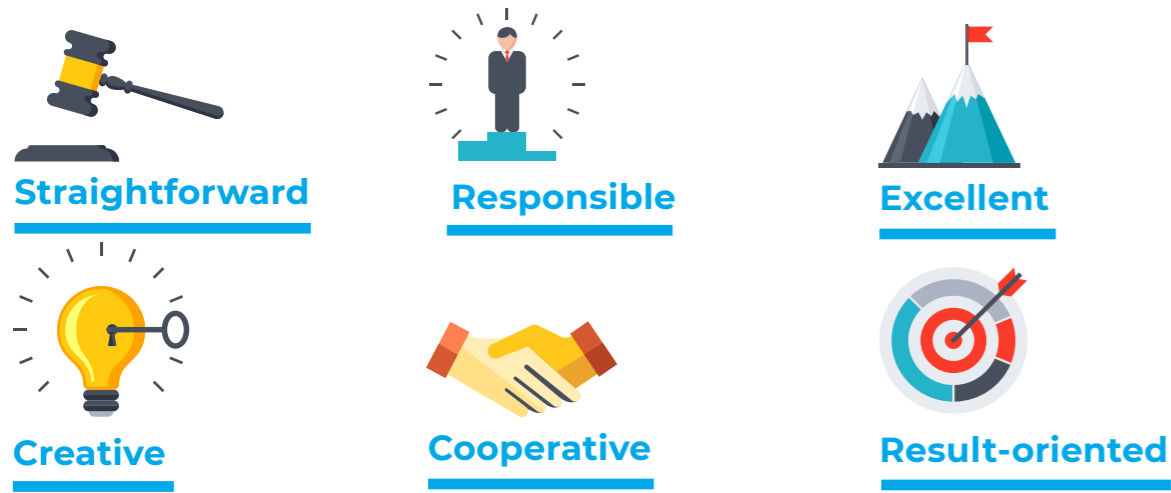 Straightforward
Responsible
Excellent
Creative
Cooperative
Result-oriented